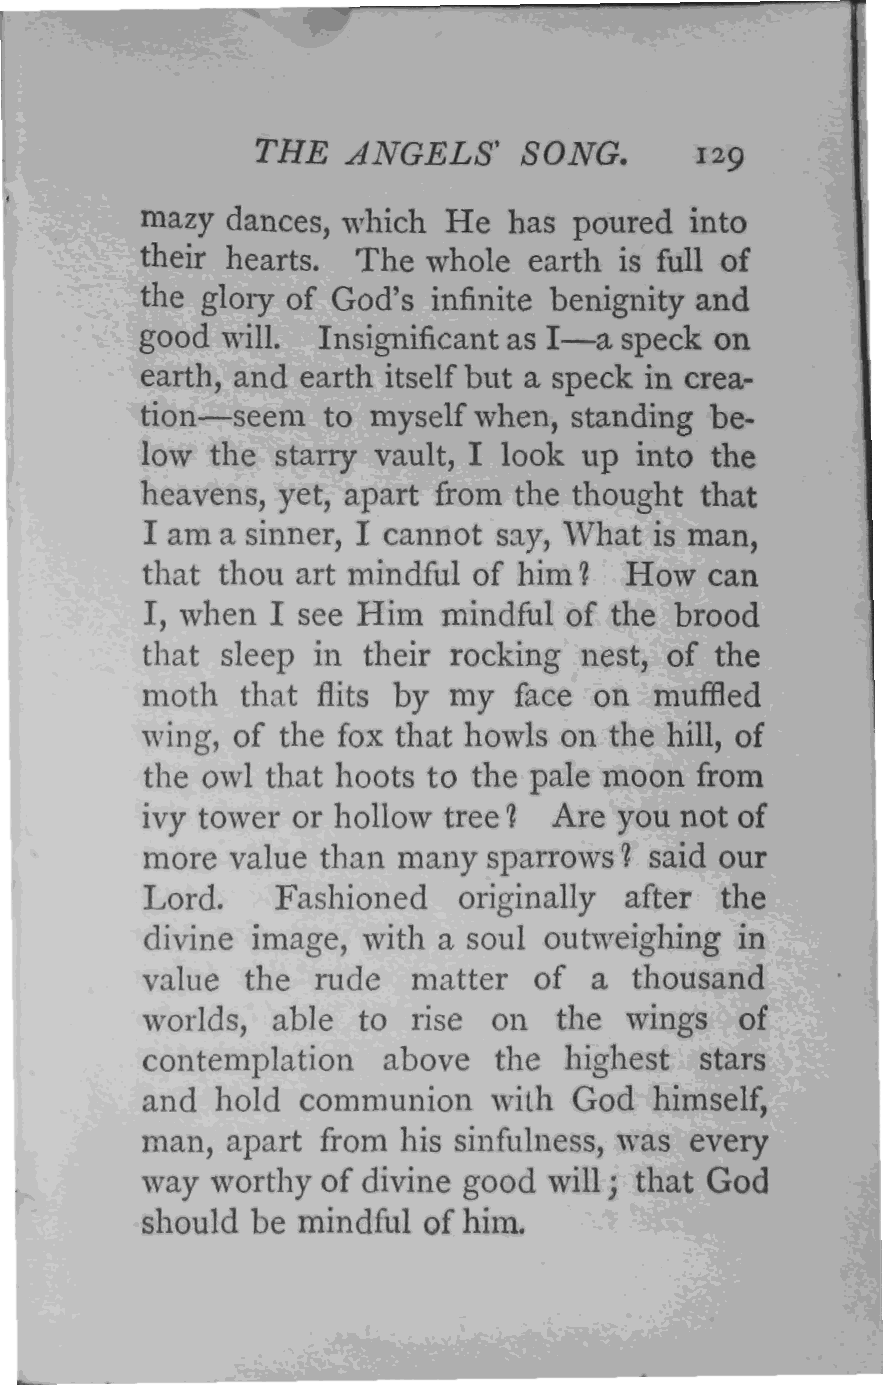 THE ANGELS' SONG. 129
mazy dances, which He has poured into
their hearts. The whole earth is full of
the glory of God's infinite benignity and
good will. Insignificant as I—a speck on
earth, and earth itself but a speck in crea-
tion—seem to myself when, standing be-
low the starry vault, I look up into the
heavens, yet, apart from the thought that
I am a sinner, I cannot say, What is man,
that thou art mindful of him? How can
I, when I see Him mindful of the brood
that sleep in their rocking nest, of the
moth that flits by my face on muffled
wing, of the fox that howls on the hill, of
the owl that hoots to the pale moon from
ivy tower or hollow tree? Are you not of
more value than many sparrows? said our
Lord. Fashioned originally after the
divine image, with a soul outweighing in
value the rude matter of a thousand
worlds, able to rise on the wings of
contemplation above the highest stars
and hold communion with God himself,
man, apart from his sinfulness, was every
way worthy of divine good will; that God
should be mindful of him.